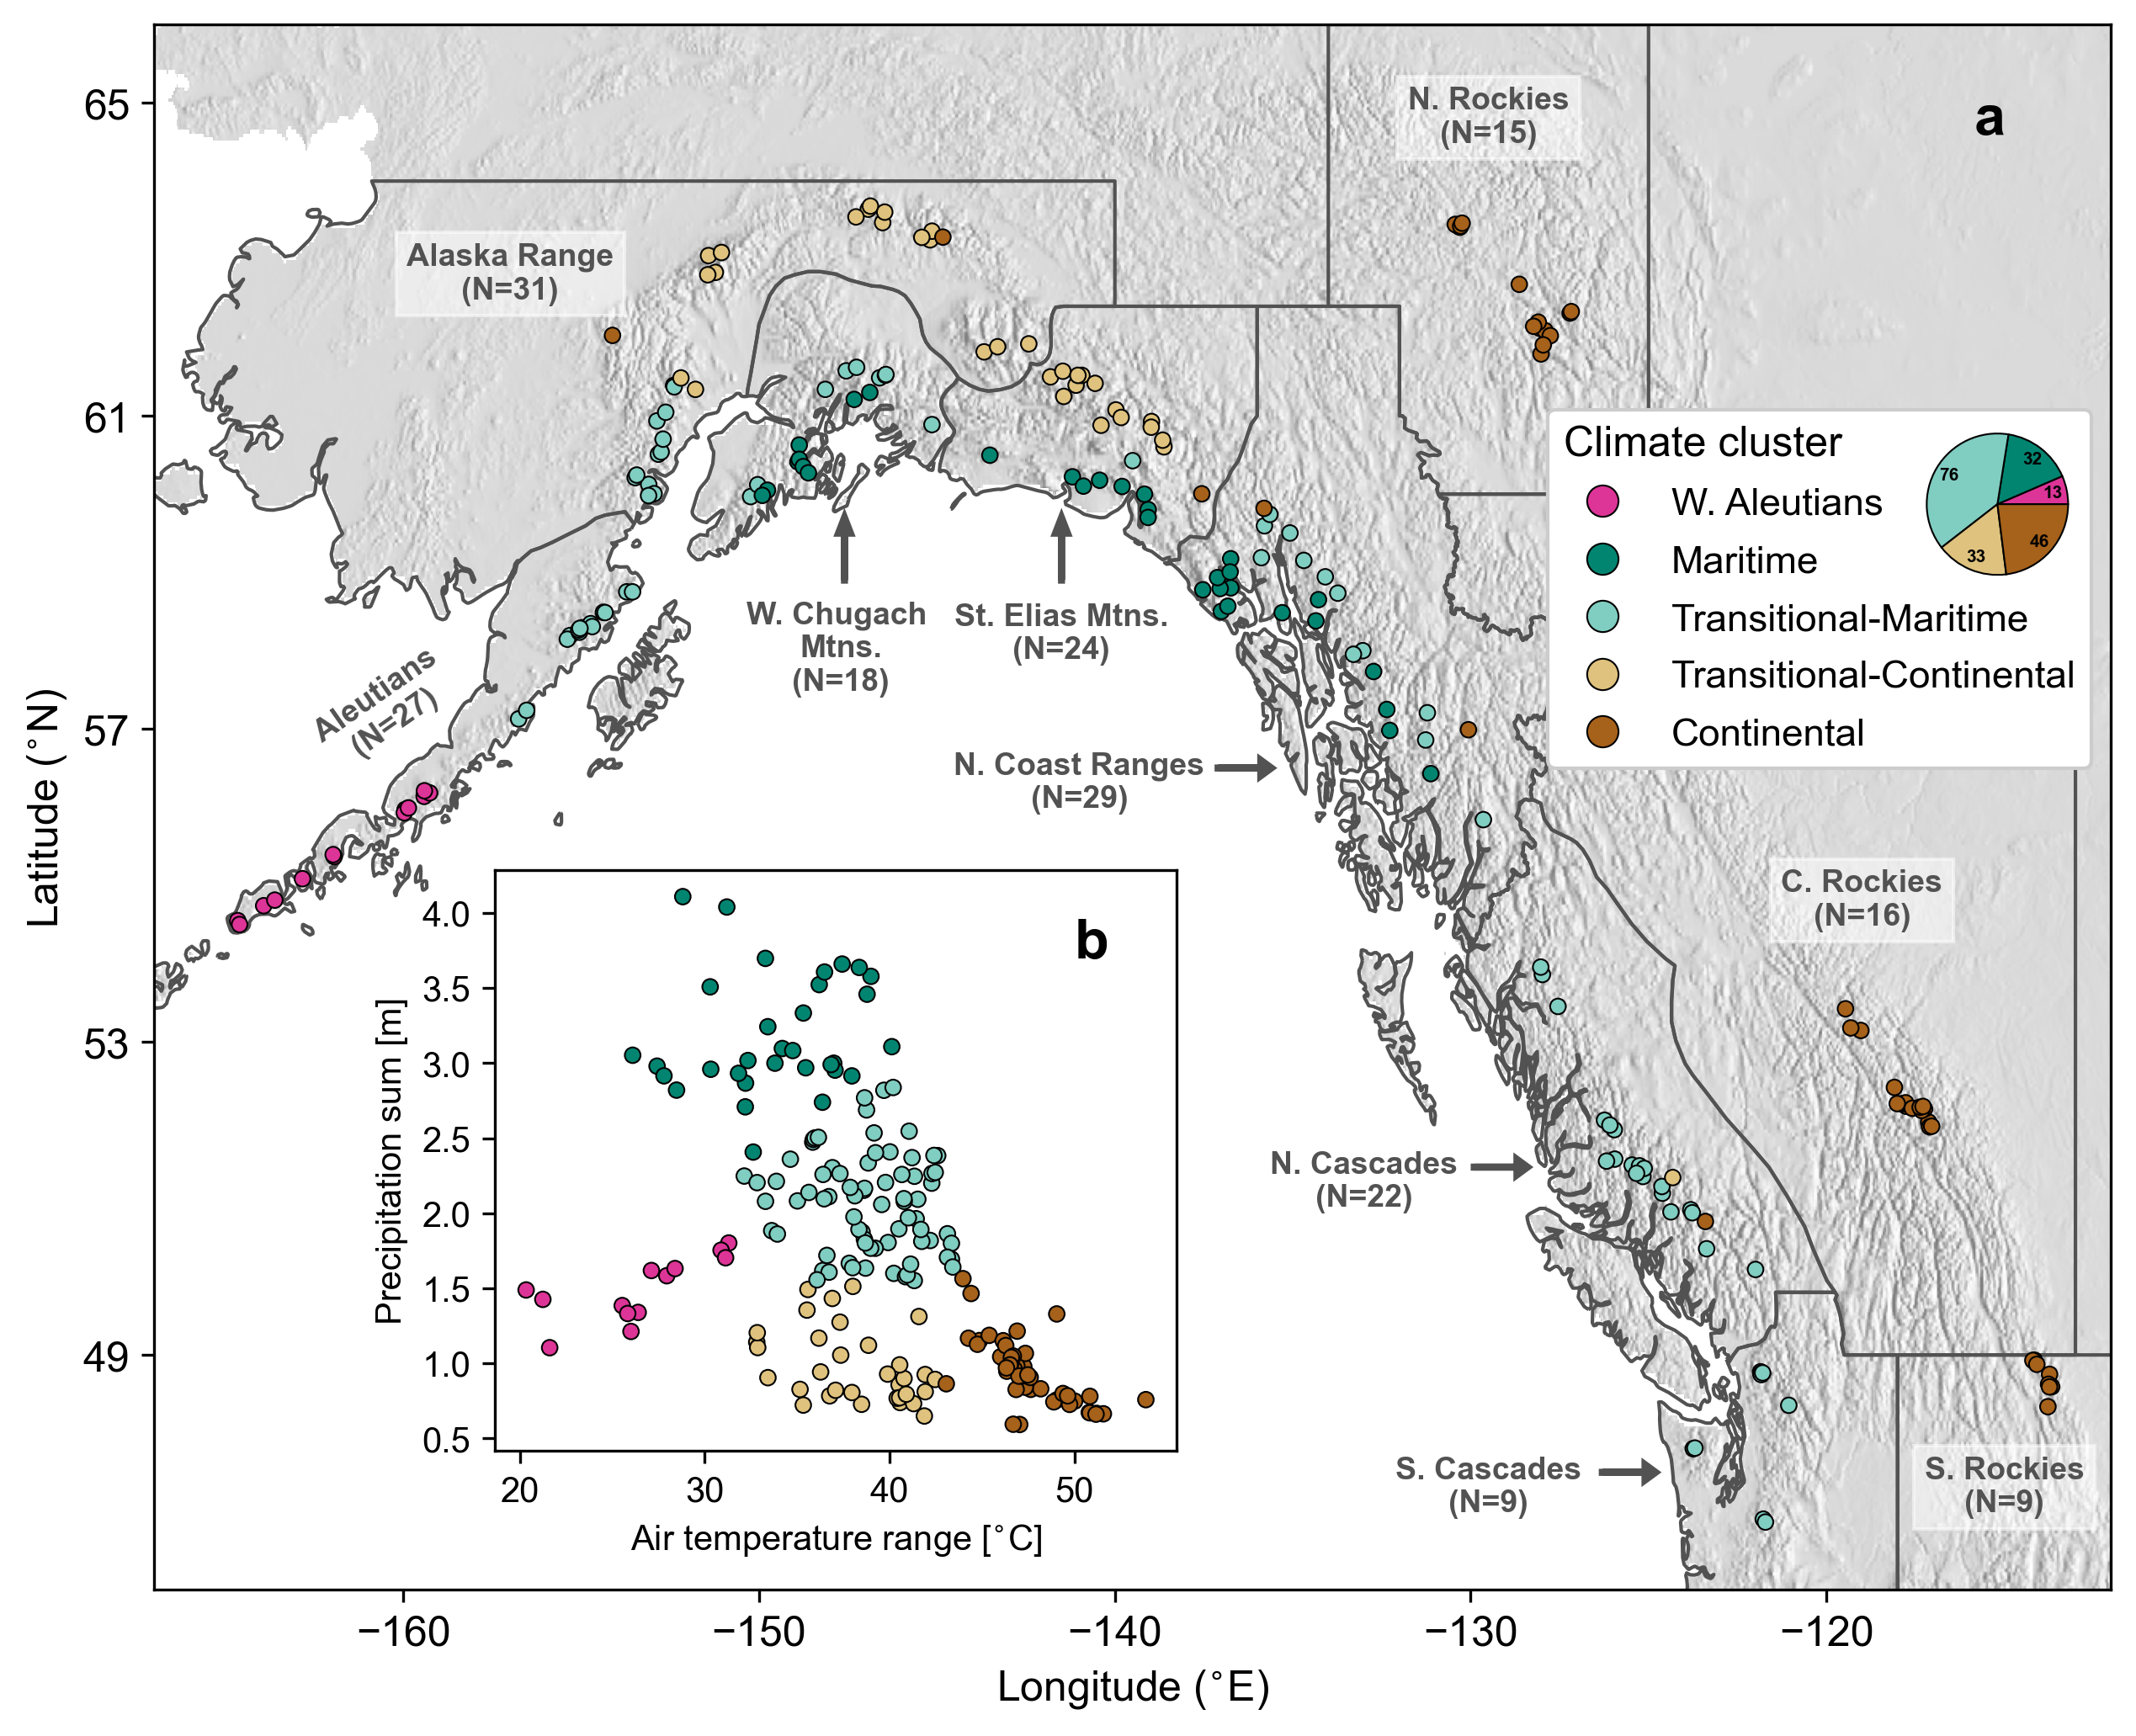 65
61
57
53
49
Latitude (°N)
−160
−150
−140
−130
−120
Longitude (°E)
a
N. Rockies
(N=15)
Alaska Range
(N=31)
W. Chugach
Mtns.
(N=18)
St. Elias Mtns.
(N=24)
Aleutians
(N=27)
N. Coast Ranges
(N=29)
C. Rockies
(N=16)
N. Cascades
(N=22)
S. Cascades
(N=9)
S. Rockies
(N=9)
Climate cluster
W. Aleutians
Maritime
Transitional-Maritime
Transitional-Continental
Continental
76
32
13
46
33
b
4.0
3.5
3.0
2.5
2.0
1.5
1.0
0.5
Precipitation sum [m]
20
30
40
50
Air temperature range [°C]